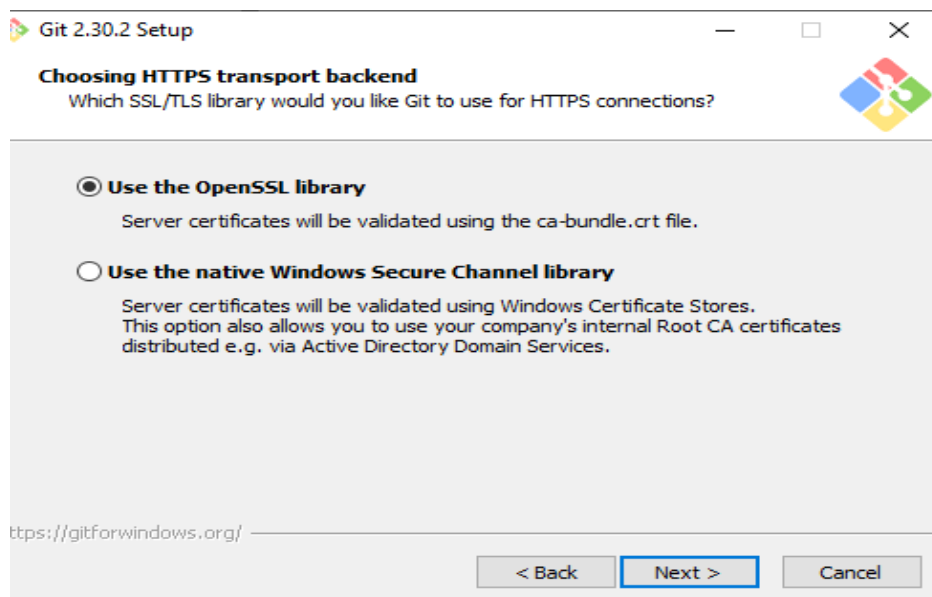 Git 2.30.2 Setup
Choosing HTTPS transport backend
Which SSL/TLS library would you like Git to use for HTTPS connections?
Use the OpenSSL library
Server certificates will be validated using the ca-bundle.crt file.
Use the native Windows Secure Channel library
Server certificates will be validated using Windows Certificate Stores.
This option also allows you to use your company's internal Root CA certificates
distributed e.g. via Active Directory Domain Services.
ttps://gitforwindows.org/
< Back Next > Cancel